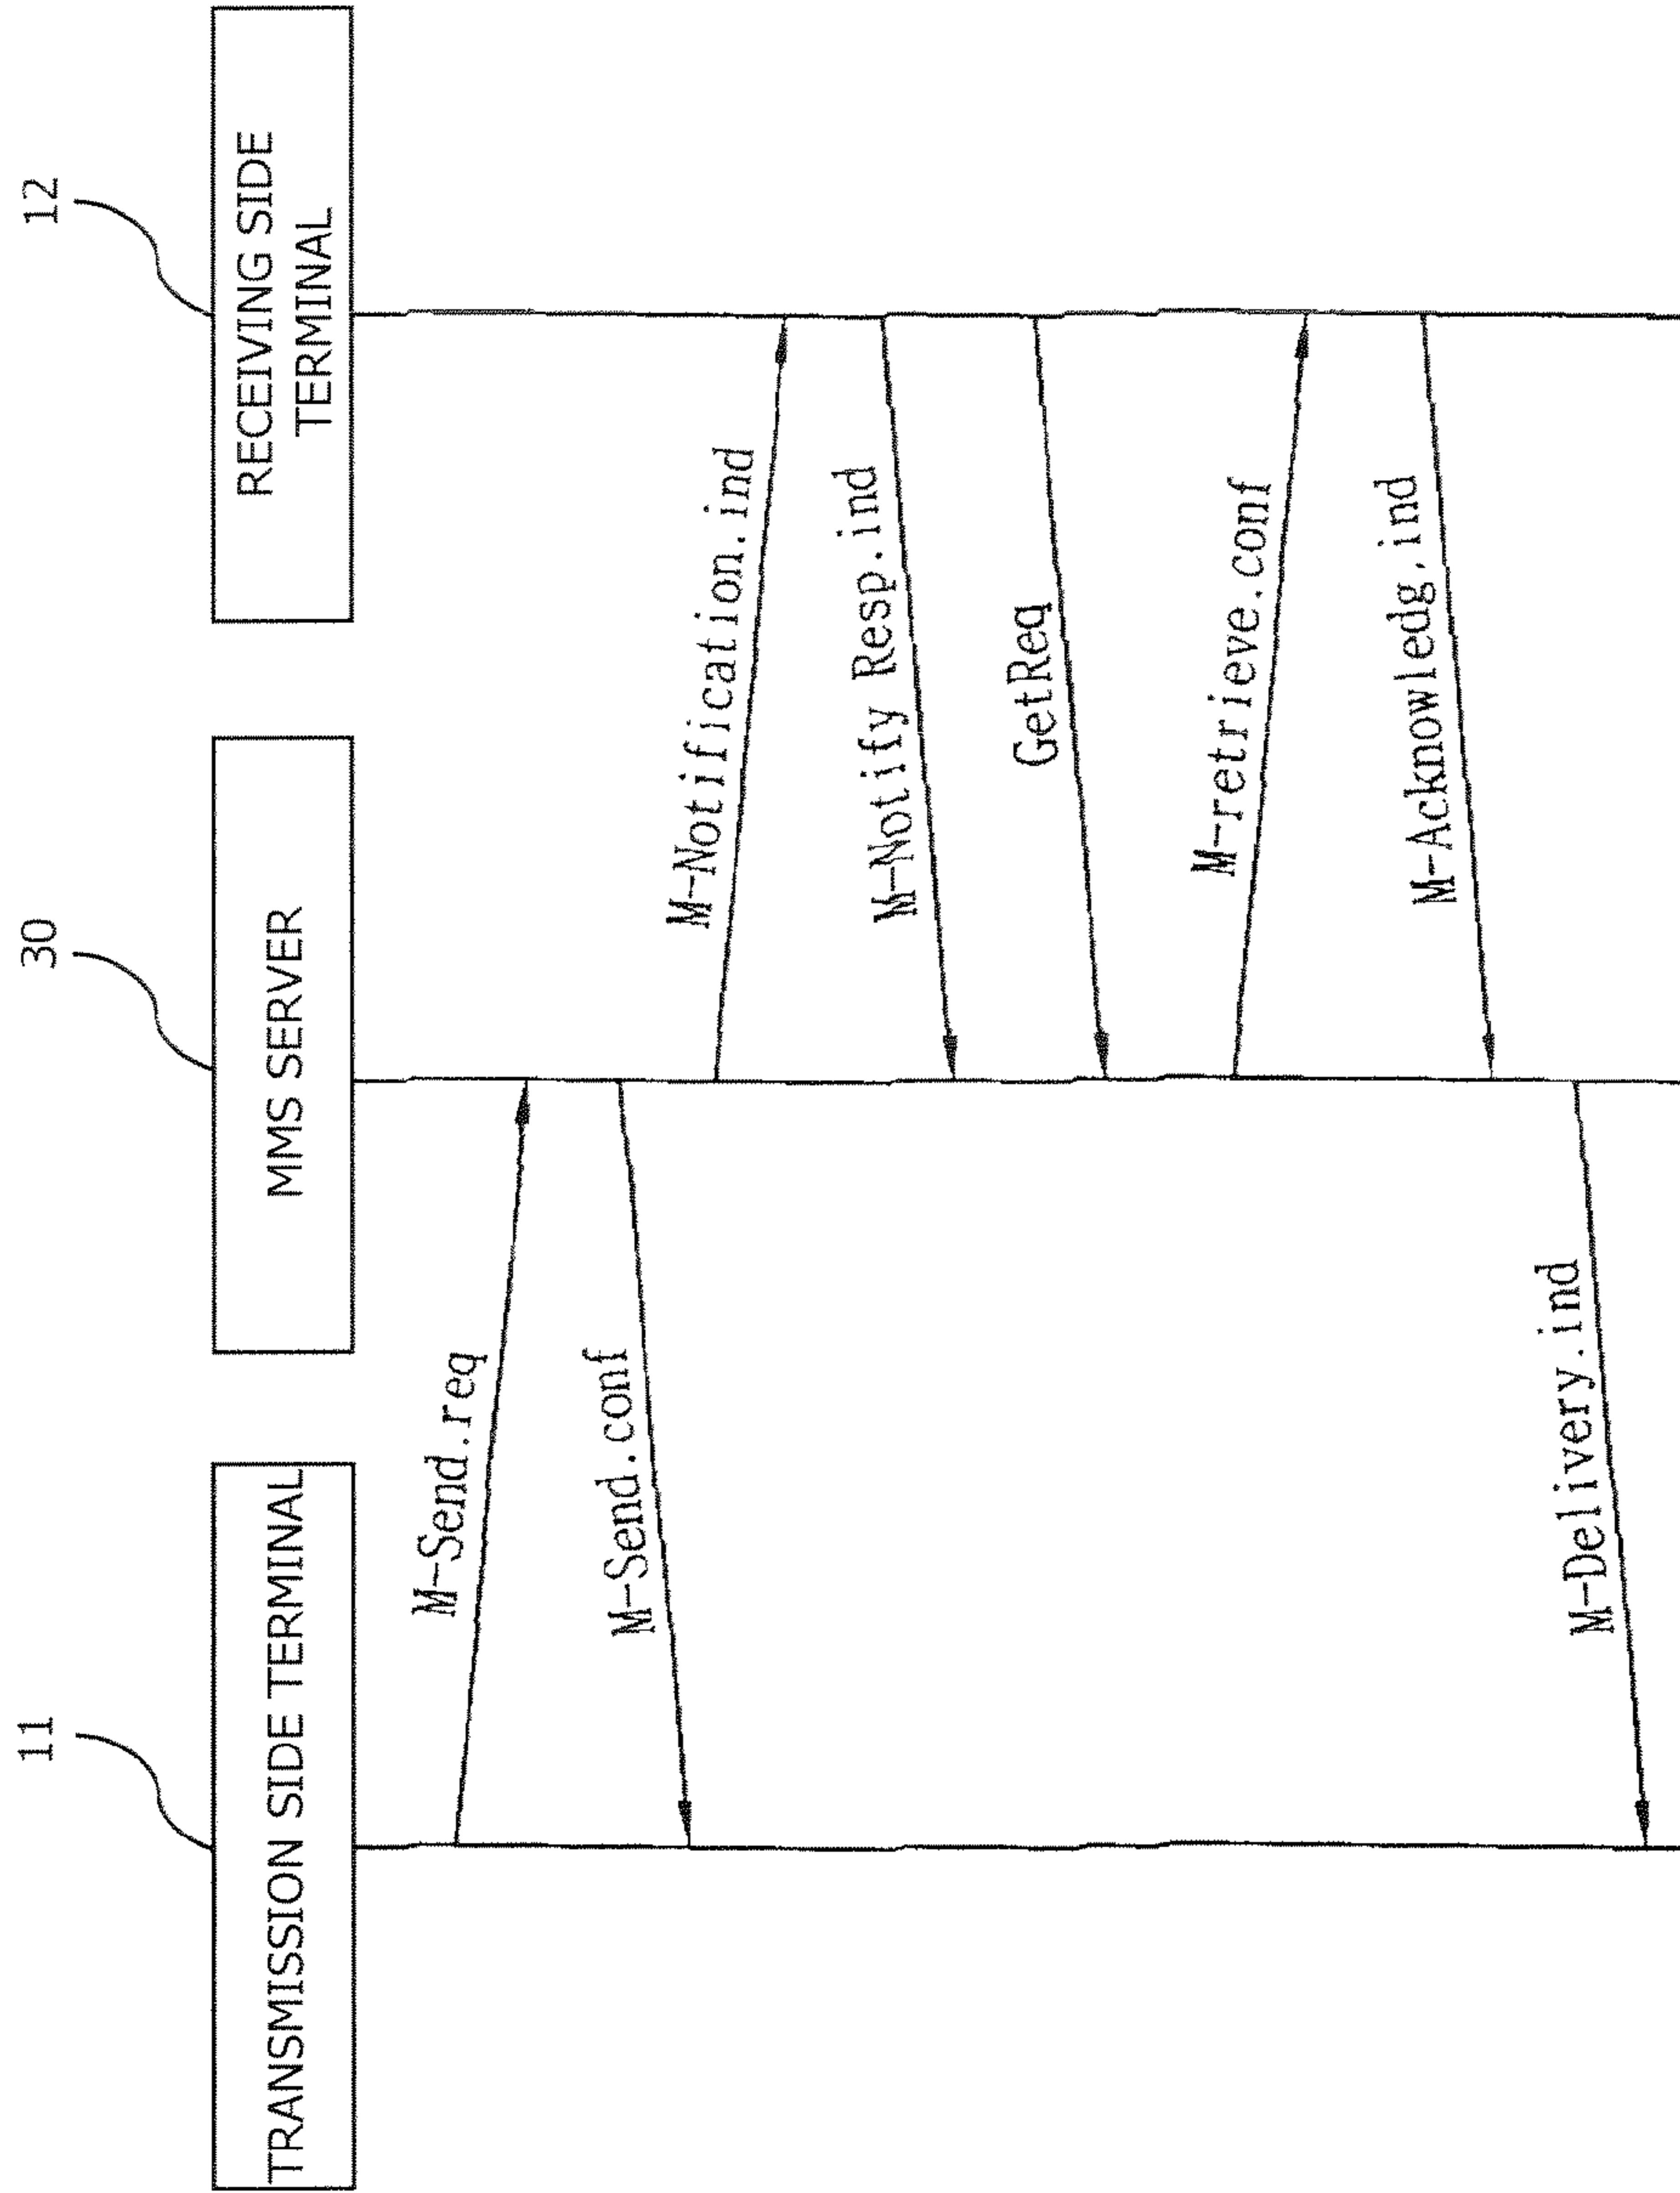 11
30
12
TRANSMISSION SIDE TERMINAL
MMS SERVER
RECEIVING SIDE
TERMINAL
M-Send.req
M-Send.conf
M-Notification.ind
M-Notify Resp.ind
GetReq
M-retrieve.conf
M-Acknowledg.ind
M-Delivery.ind